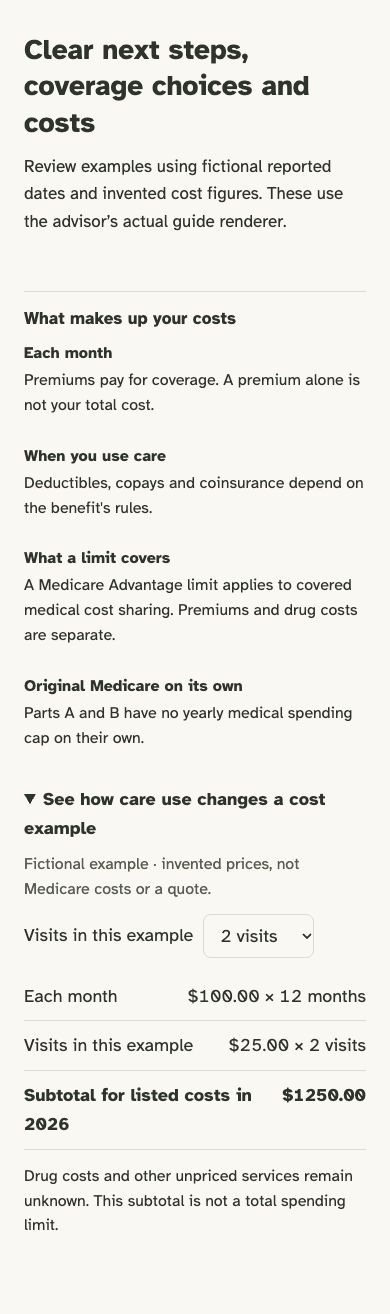 Clear next steps,
coverage choices and
costs
Review examples using fictional reported
dates and invented cost figures. These use
the advisor's actual guide renderer.
What makes up your costs
Each month
Premiums pay for coverage. A premium alone is
not your total cost.
When you use care
Deductibles, copays and coinsurance depend on
the benefit's rules.
What a limit covers
A Medicare Advantage limit applies to covered
medical cost sharing. Premiums and drug costs
are separate.
Original Medicare on its own
Parts A and B have no yearly medical spending
cap on their own.
▼ See how care use changes a cost
example
Fictional example · invented prices, not
Medicare costs or a quote.
Visits in this example 2 visits
Each month $100.00 × 12 months
Visits in this example $25.00 × 2 visits
Subtotal for listed costs in $1250.00
2026
Drug costs and other unpriced services remain
unknown. This subtotal is not a total spending
limit.